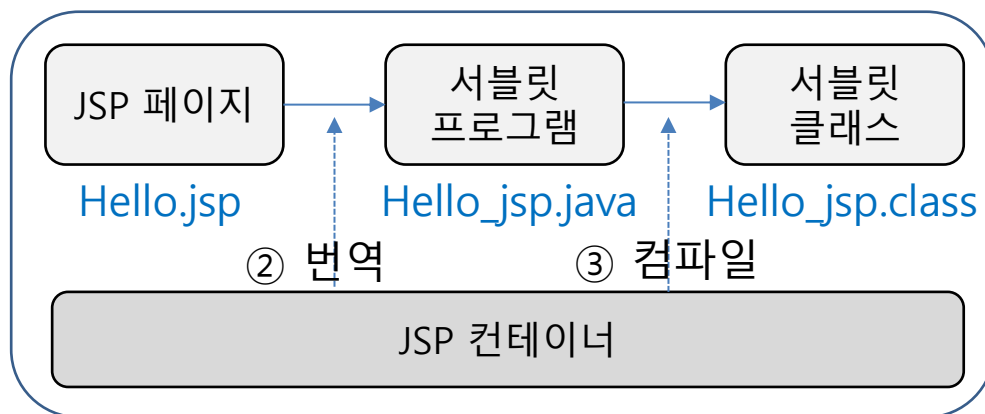 JSP 페이지
서블릿
프로그램
서블릿
클래스
Hello.jsp
Hello_jsp.java
Hello_jsp.class
② 번역
③ 컴파일
JSP 컨테이너